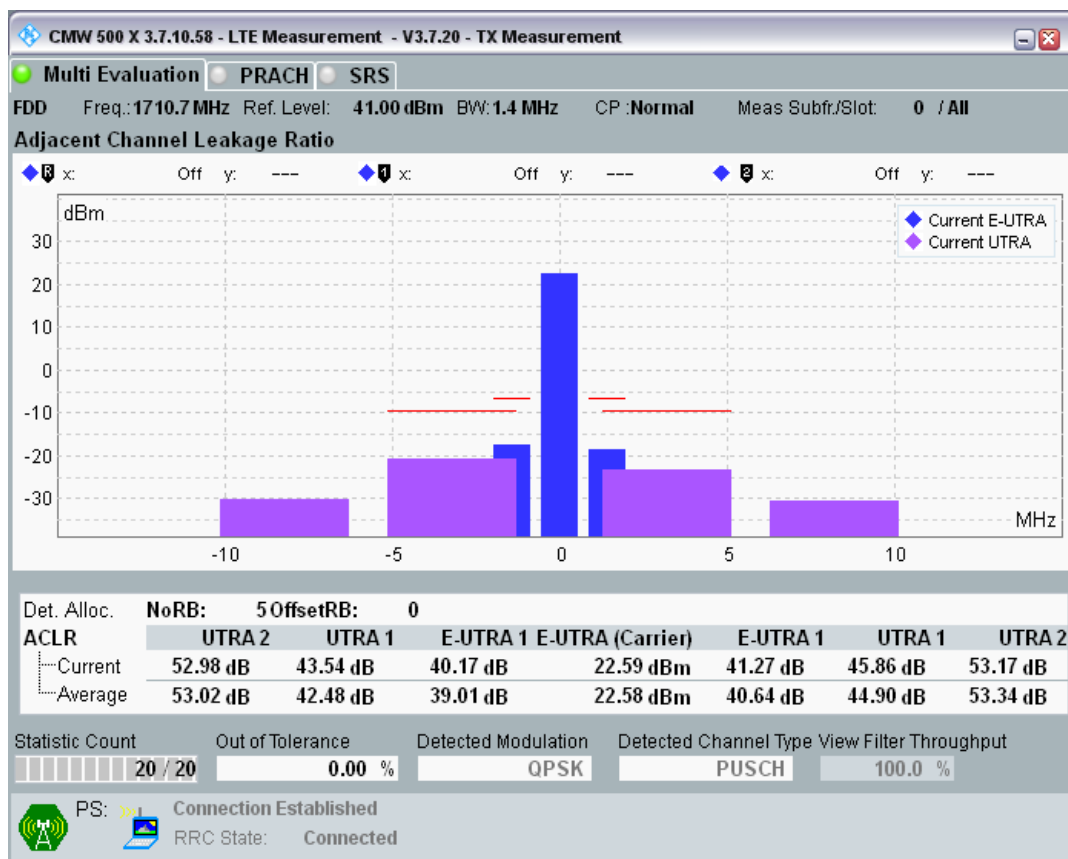 CMW 500 X 3.7.10.58 - LTE Measurement - V3.7.20 - TX Measurement
Multi Evaluation PRACH SRS
FDD Freq.: 1710.7 MHz Ref. Level: 41.00 dBm BW: 1.4 MHz CP :Normal Meas Subfr./Slot: 0 / All
Adjacent Channel Leakage Ratio
R x: Off y: --- 1 x: Off y: --- 2 x: Off y: ---
dBm
Current E-UTRA
Current UTRA
30
20
10
0
-10
-20
-30
MHz
-10 -5 0 5 10
Det. Alloc. NoRB: 5 OffsetRB: 0
ACLR UTRA 2 UTRA 1 E-UTRA 1 E-UTRA (Carrier) E-UTRA 1 UTRA 1 UTRA 2
Current 52.98 dB 43.54 dB 40.17 dB 22.59 dBm 41.27 dB 45.86 dB 53.17 dB
Average 53.02 dB 42.48 dB 39.01 dB 22.58 dBm 40.64 dB 44.90 dB 53.34 dB
Statistic Count Out of Tolerance Detected Modulation Detected Channel Type View Filter Throughput
20 / 20 0.00 % QPSK PUSCH 100.0 %
PS: Connection Established
RRC State: Connected